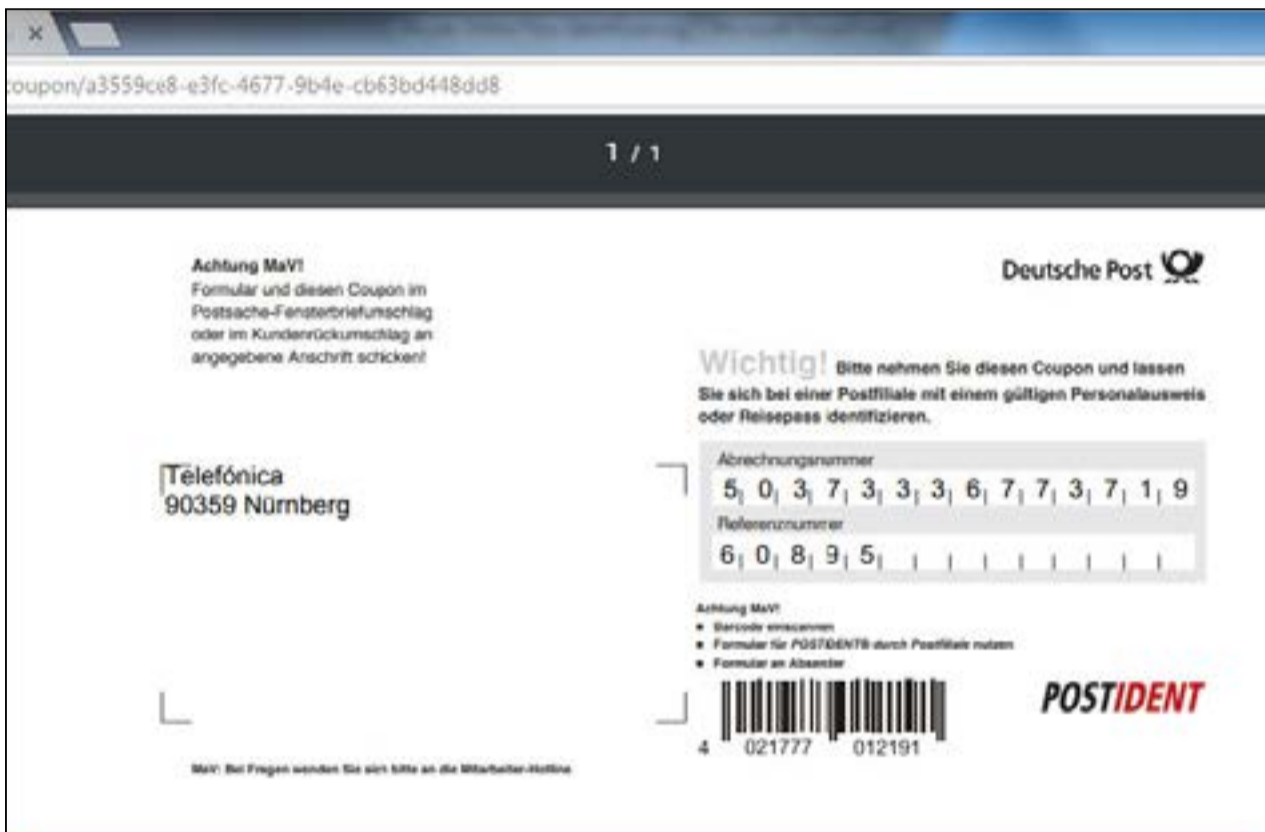 coupon/a3559ce8-e3fc-4677-9b4e-cb63bd448dd8
1 / 1
Achtung MaV!
Formular und diesen Coupon im
Postsache-Fensterbriefumschlag
oder im Kundenrückumschlag an
angegebene Anschrift schicken!
Deutsche Post
Wichtig! Bitte nehmen Sie diesen Coupon und lassen
Sie sich bei einer Postfiliale mit einem gültigen Personalausweis
oder Reisepass identifizieren.
Telefónica
90359 Nürnberg
Abrechnungsnummer
5 0 3 7 3 3 3 6 7 7 3 7 1 9
Referenznummer
6 0 8 9 5
Achtung MaV!
Barcode einscannen
Formular für POSTIDENT® durch Postfiliale nutzen
Formular an Absender
POSTIDENT
4 021777 012191
MaV: Bei Fragen wenden Sie sich bitte an die Mitarbeiter-Hotline